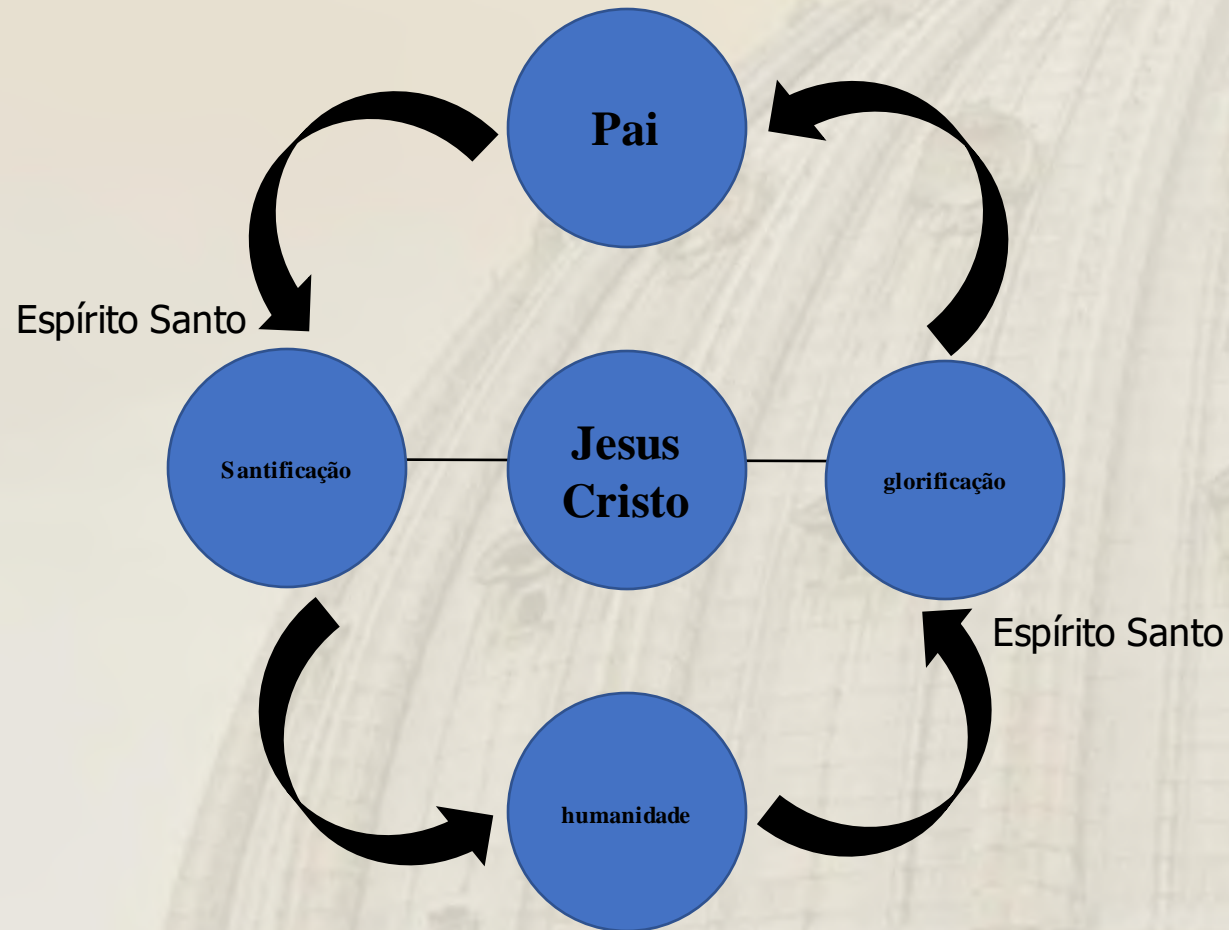 Pai
Espírito Santo
Santificação
Jesus
Cristo
glorificação
Espírito Santo
humanidade